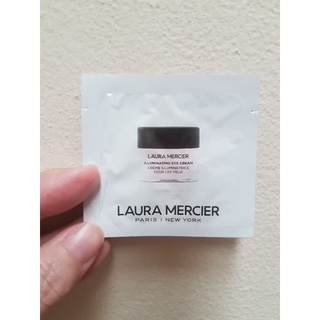 LAURA MERCIER
ILLUMINATING EYE CREAM
CRÈME ILLUMINATRICE
POUR LES YEUX
LAURA MERCIER
PARIS | NEW YORK